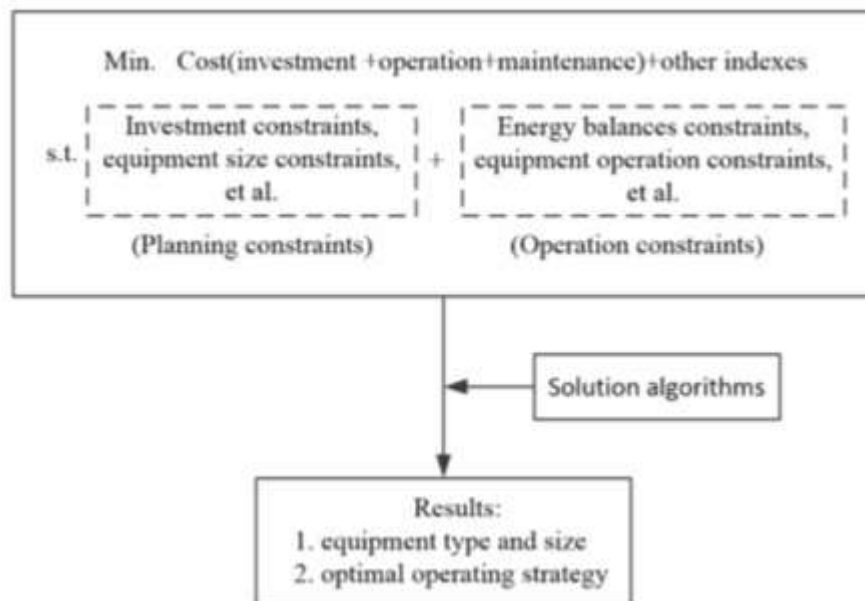 Min. Cost(investment +operation+maintenance)+other indexes
s.t. Investment constraints, equipment size constraints, et al. + Energy balances constraints, equipment operation constraints, et al.
(Planning constraints) (Operation constraints)
Solution algorithms
Results:
1. equipment type and size
2. optimal operating strategy